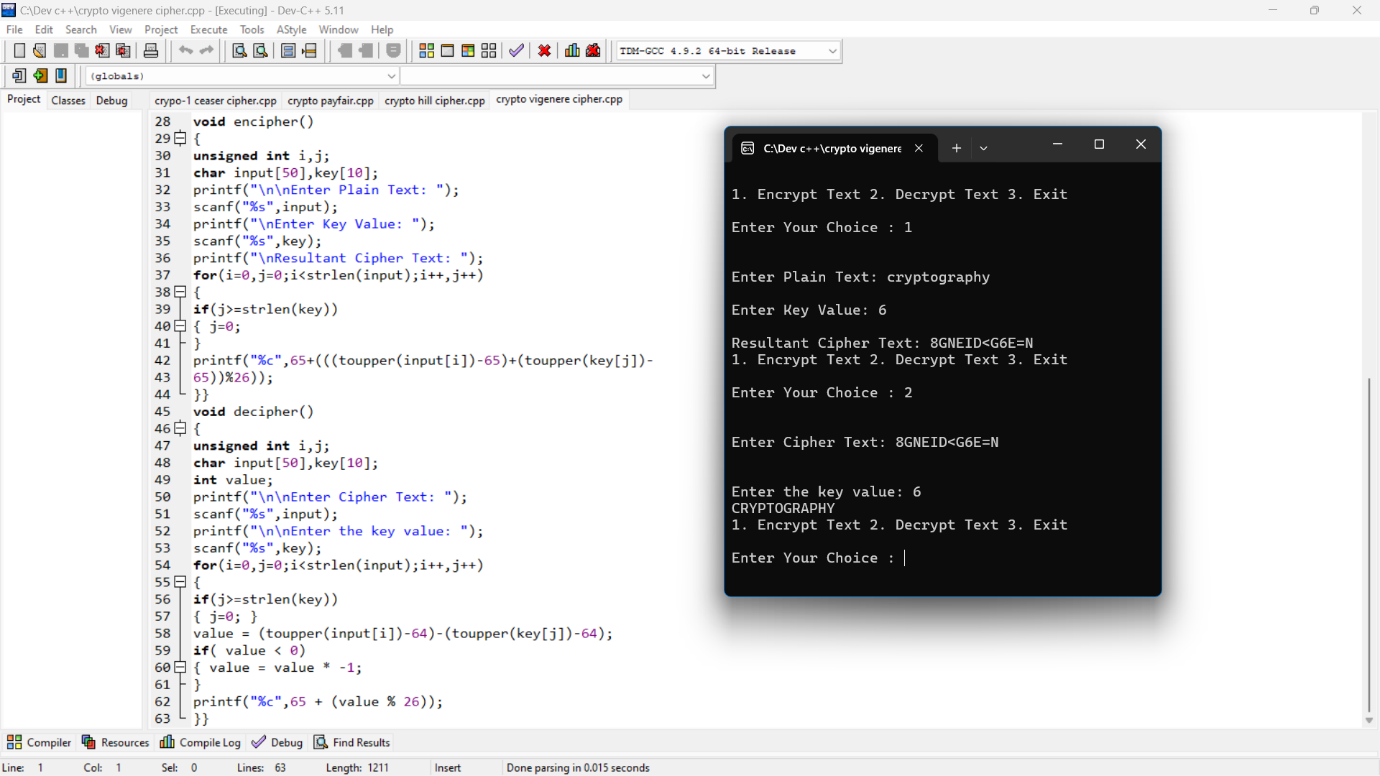 C:\Dev c++\crypto vigenere cipher.cpp - [Executing] - Dev-C++ 5.11
File Edit Search View Project Execute Tools AStyle Window Help
TDM-GCC 4.9.2 64-bit Release
(globals)
Project Classes Debug
crypo-1 ceaser cipher.cpp crypto payfair.cpp crypto hill cipher.cpp crypto vigenere cipher.cpp
28 void encipher()
29 {
30 unsigned int i,j;
31 char input[50],key[10];
32 printf("\n\nEnter Plain Text: ");
33 scanf("%s",input);
34 printf("\nEnter Key Value: ");
35 scanf("%s",key);
36 printf("\nResultant Cipher Text: ");
37 for(i=0,j=0;i<strlen(input);i++,j++)
38 {
39 if(j>=strlen(key))
40 { j=0;
41 }
42 printf("%c",65+(((toupper(input[i])-65)+(toupper(key[j])-
43 65))%26));
44 }}
45 void decipher()
46 {
47 unsigned int i,j;
48 char input[50],key[10];
49 int value;
50 printf("\n\nEnter Cipher Text: ");
51 scanf("%s",input);
52 printf("\n\nEnter the key value: ");
53 scanf("%s",key);
54 for(i=0,j=0;i<strlen(input);i++,j++)
55 {
56 if(j>=strlen(key))
57 { j=0; }
58 value = (toupper(input[i])-64)-(toupper(key[j])-64);
59 if( value < 0)
60 { value = value * -1;
61 }
62 printf("%c",65 + (value % 26));
63 }}
C:\Dev c++\crypto vigenere
1. Encrypt Text 2. Decrypt Text 3. Exit
Enter Your Choice : 1
Enter Plain Text: cryptography
Enter Key Value: 6
Resultant Cipher Text: 8GNEID<G6E=N
1. Encrypt Text 2. Decrypt Text 3. Exit
Enter Your Choice : 2
Enter Cipher Text: 8GNEID<G6E=N
Enter the key value: 6
CRYPTOGRAPHY
1. Encrypt Text 2. Decrypt Text 3. Exit
Enter Your Choice :
Compiler Resources Compile Log Debug Find Results
Line: 1 Col: 1 Sel: 0 Lines: 63 Length: 1211 Insert Done parsing in 0.015 seconds